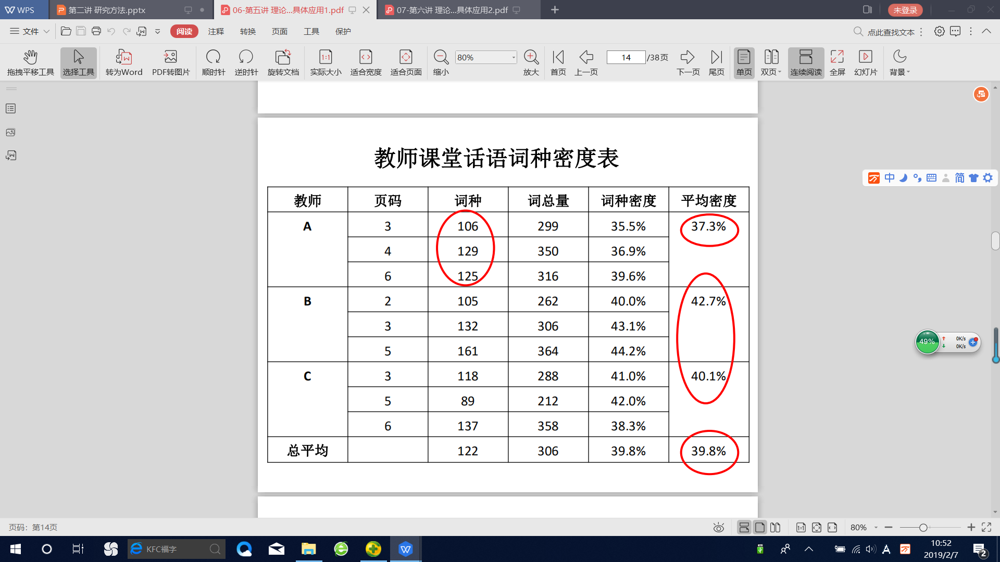 WPS 第二讲 研究方法.pptx 06-第五讲 理论...具体应用1.pdf 07-第六讲 理论...具体应用2.pdf 未登录
文件 阅读 注释 转换 页面 工具 保护 点此查找文本
拖拽平移工具 选择工具 转为Word PDF转图片 顺时针 逆时针 旋转文档 实际大小 适合宽度 适合页面 缩小 80% 放大 首页 上一页 14 /38页 下一页 尾页 单页 双页 连续阅读 全屏 幻灯片 背景
教师课堂话语词种密度表
中 简
教师 页码 词种 词总量 词种密度 平均密度
A 3 106 299 35.5% 37.3%
4 129 350 36.9%
6 125 316 39.6%
B 2 105 262 40.0% 42.7%
3 132 306 43.1%
5 161 364 44.2%
C 3 118 288 41.0% 40.1%
5 89 212 42.0%
6 137 358 38.3%
总平均 122 306 39.8% 39.8%
49% 0K/s
0K/s
页码: 第14页 80%
KFC福字 10:52
2019/2/7 2